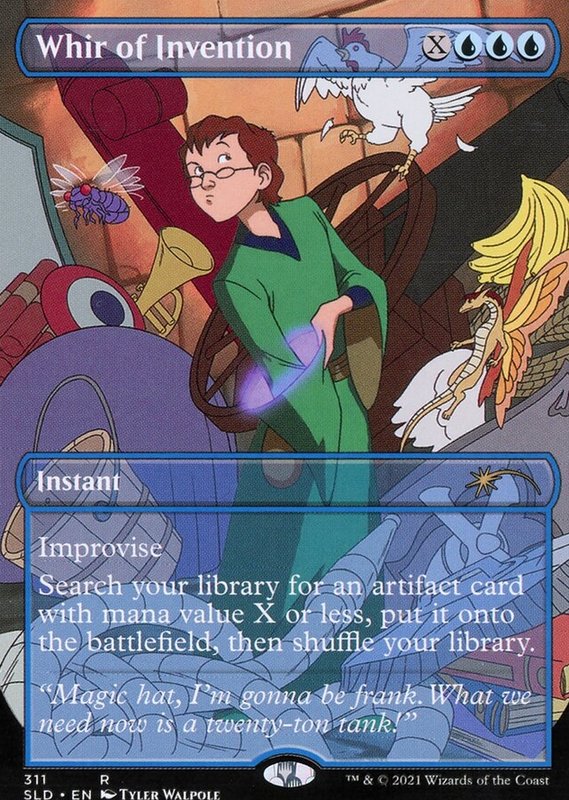 Whir of Invention X
Instant
Improvise
Search your library for an artifact card
with mana value X or less, put it onto
the battlefield, then shuffle your library.
“Magic hat, I’m gonna be frank. What we
need now is a twenty-ton tank!”
311 R
SLD • EN Tyler Walpole
™ & © 2021 Wizards of the Coast